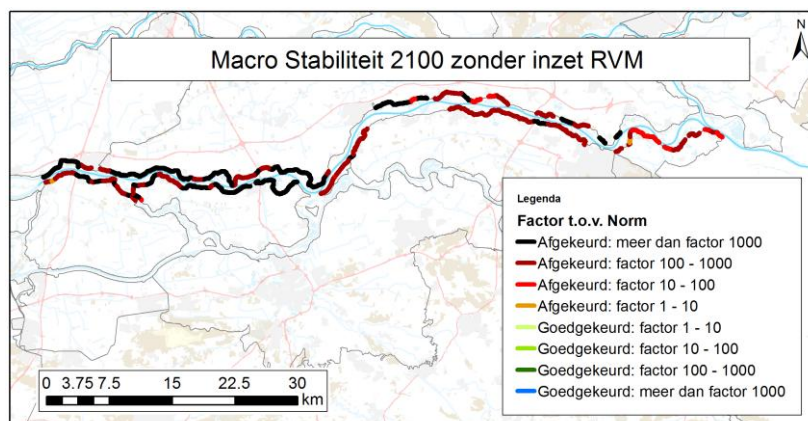 Macro Stabiliteit 2100 zonder inzet RVM
N
Legenda
Factor t.o.v. Norm
Afgekeurd: meer dan factor 1000
Afgekeurd: factor 100 - 1000
Afgekeurd: factor 10 - 100
Afgekeurd: factor 1 - 10
Goedgekeurd: factor 1 - 10
Goedgekeurd: factor 10 - 100
Goedgekeurd: factor 100 - 1000
Goedgekeurd: meer dan factor 1000
0 3.75 7.5 15 22.5 30
km